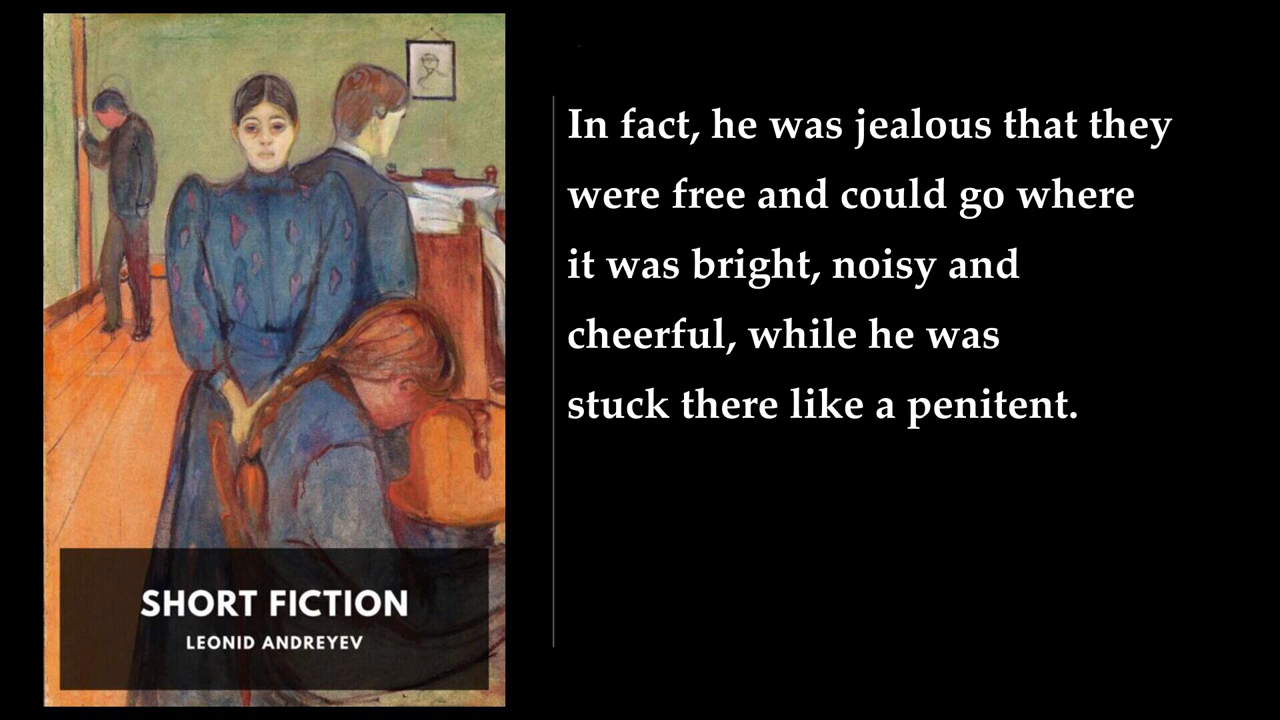 In fact, he was jealous that they
were free and could go where
it was bright, noisy and
cheerful, while he was
stuck there like a penitent.
SHORT FICTION
LEONID ANDREYEV